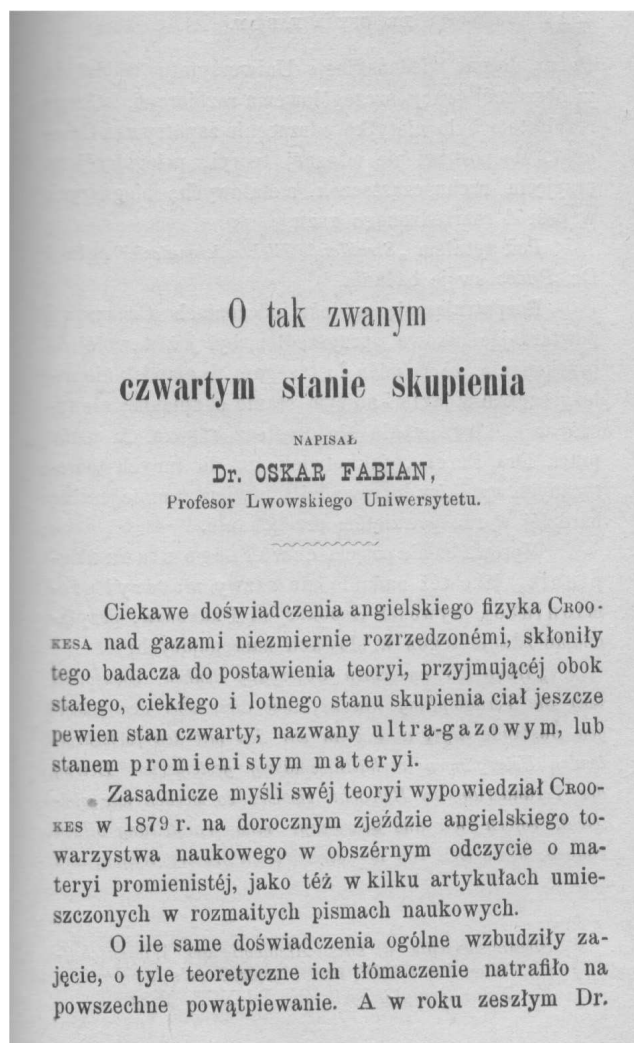 O tak zwanym
czwartym stanie skupienia
NAPISAŁ
Dr. OSKAR FABIAN,
Profesor Lwowskiego Uniwersytetu.
Ciekawe doświadczenia angielskiego fizyka CROO-
KESA nad gazami niezmiernie rozrzedzonémi, skłoniły
tego badacza do postawienia teoryi, przyjmującéj obok
stałego, ciekłego i lotnego stanu skupienia ciał jeszcze
pewien stan czwarty, nazwany ultra-gazowym, lub
stanem promienistym materyi.
Zasadnicze myśli swéj teoryi wypowiedział CROO-
KES w 1879 r. na dorocznym zjeździe angielskiego to-
warzystwa naukowego w obszérnym odczycie o ma-
teryi promienistéj, jako téż w kilku artykułach umie-
szczonych w rozmaitych pismach naukowych.
O ile same doświadczenia ogólne wzbudziły za-
jęcie, o tyle teoretyczne ich tłómaczenie natrafiło na
powszechne powątpiewanie. A w roku zeszłym Dr.